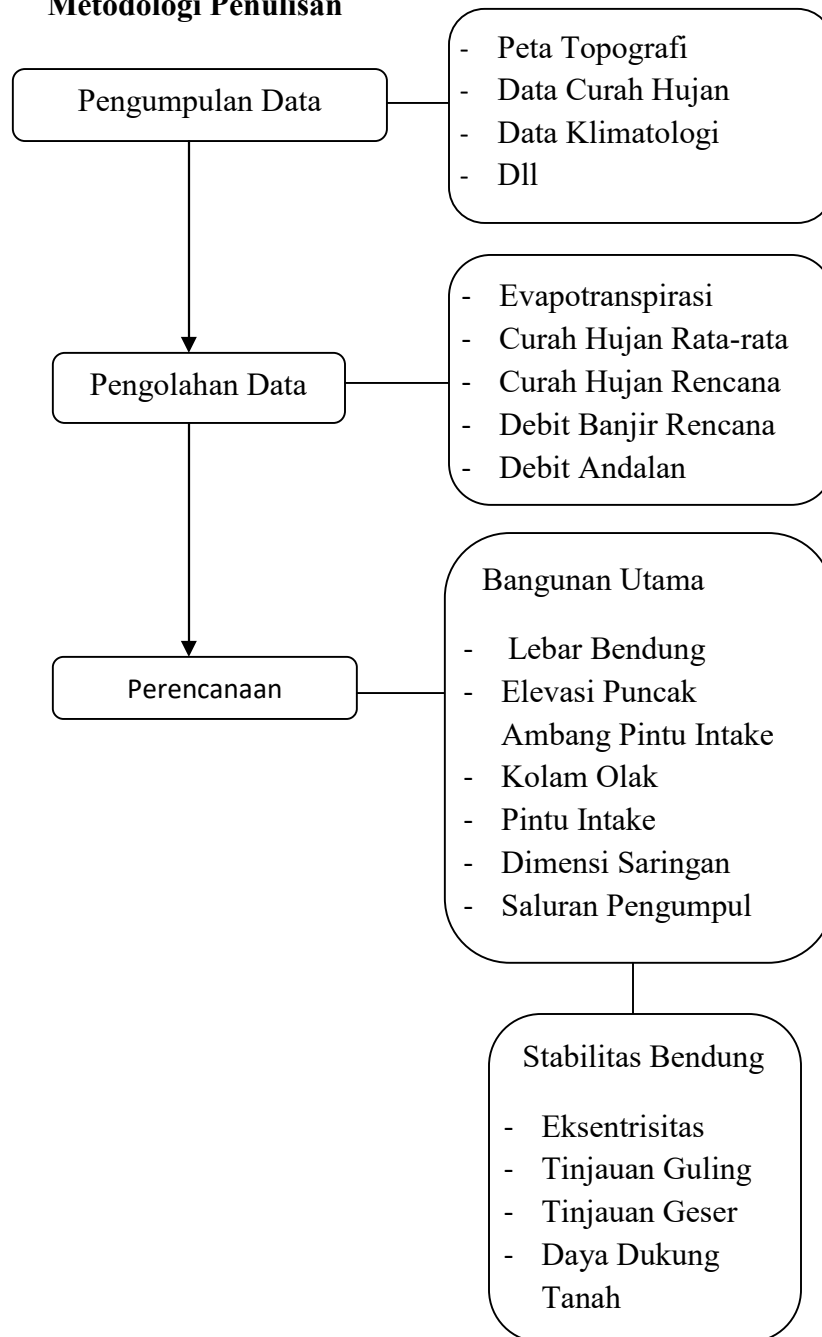 Metodologi Penulisan
Pengumpulan Data
- Peta Topografi
- Data Curah Hujan
- Data Klimatologi
- Dll
Pengolahan Data
- Evapotranspirasi
- Curah Hujan Rata-rata
- Curah Hujan Rencana
- Debit Banjir Rencana
- Debit Andalan
Perencanaan
Bangunan Utama
- Lebar Bendung
- Elevasi Puncak
Ambang Pintu Intake
- Kolam Olak
- Pintu Intake
- Dimensi Saringan
- Saluran Pengumpul
Stabilitas Bendung
- Eksentrisitas
- Tinjauan Guling
- Tinjauan Geser
- Daya Dukung
Tanah